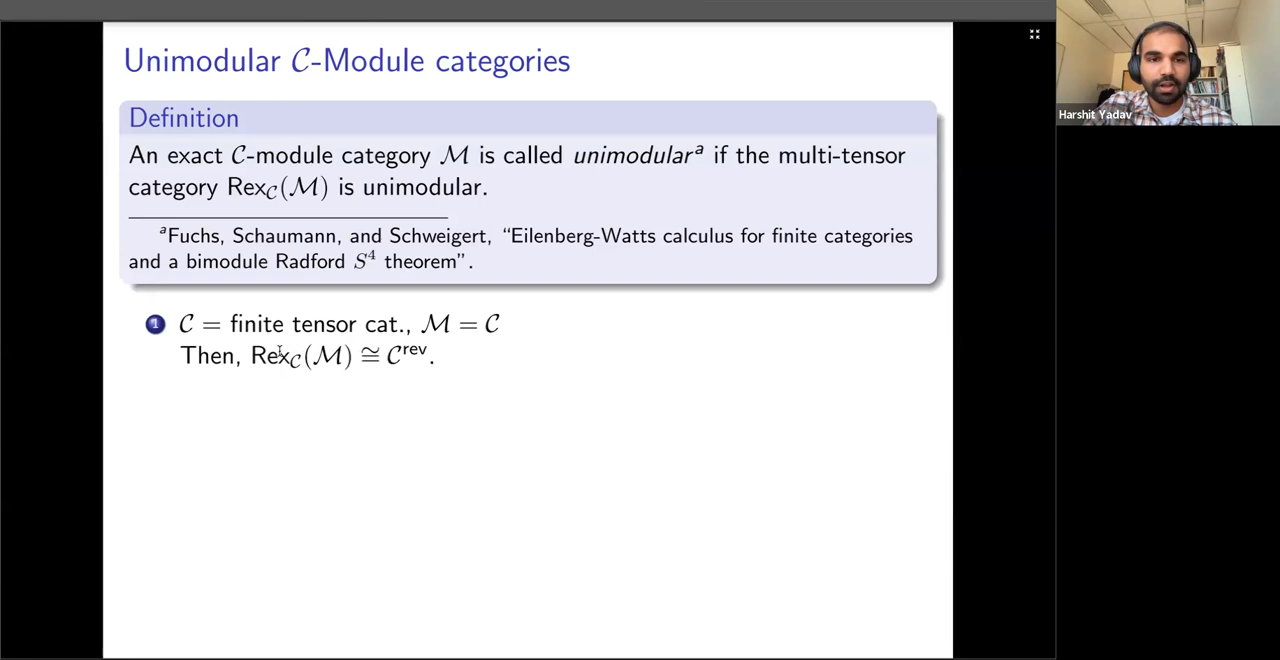 Unimodular 𝒞-Module categories
Definition
An exact 𝒞-module category ℳ is called unimodularᵃ if the multi-tensor
category Rex𝒞(ℳ) is unimodular.
ᵃFuchs, Schaumann, and Schweigert, “Eilenberg-Watts calculus for finite categories
and a bimodule Radford S⁴ theorem”.
1 𝒞 = finite tensor cat., ℳ = 𝒞
Then, Rex𝒞(ℳ) ≅ 𝒞ʳᵉᵛ.
Harshit Yadav